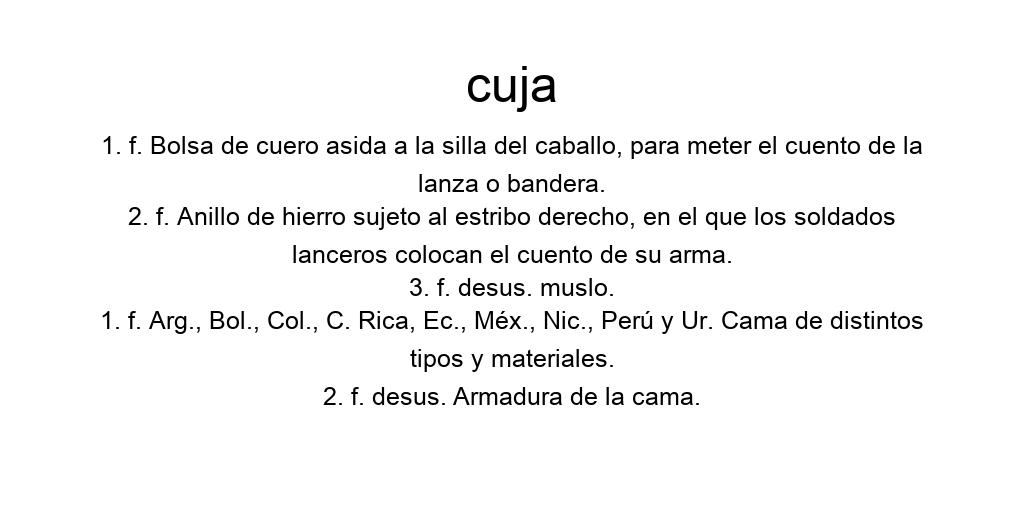 cuja
1. f. Bolsa de cuero asida a la silla del caballo, para meter el cuento de la
lanza o bandera.
2. f. Anillo de hierro sujeto al estribo derecho, en el que los soldados
lanceros colocan el cuento de su arma.
3. f. desus. muslo.
1. f. Arg., Bol., Col., C. Rica, Ec., Méx., Nic., Perú y Ur. Cama de distintos
tipos y materiales.
2. f. desus. Armadura de la cama.